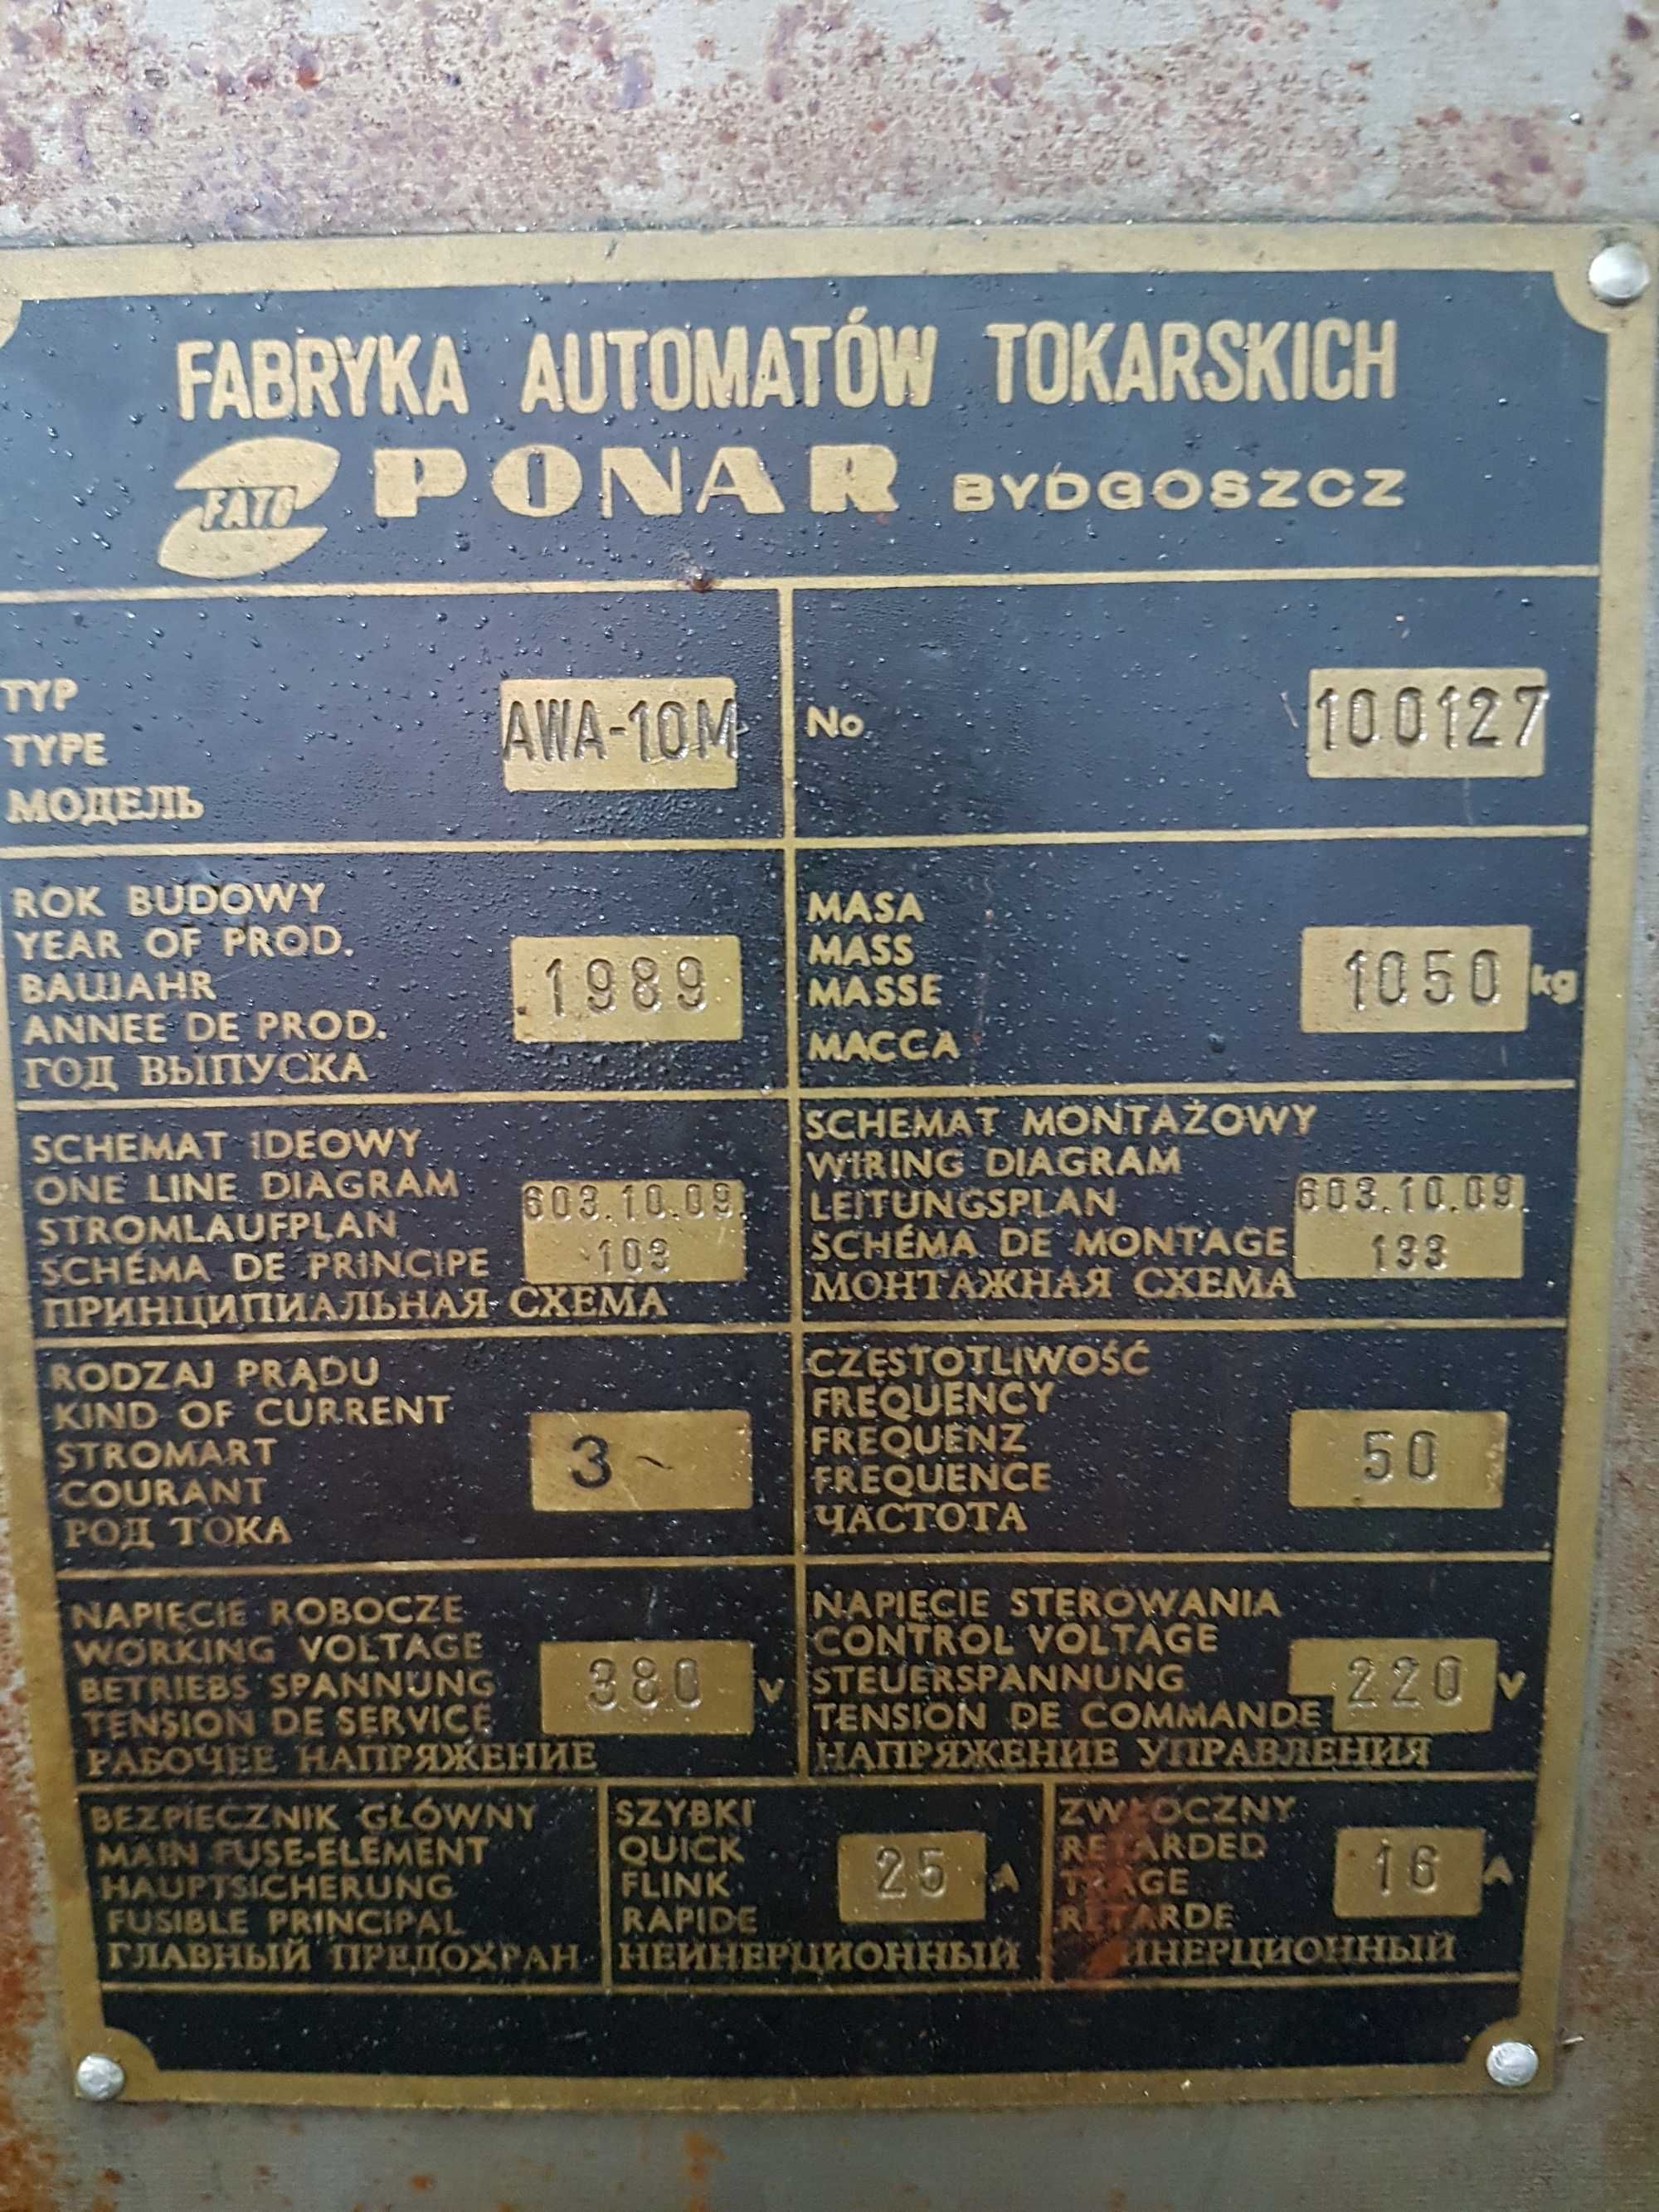 FABRYKA AUTOMATÓW TOKARSKICH
FATO PONAR BYDGOSZCZ
TYP
TYPE
МОДЕЛЬ
AWA-10M
No
100127
ROK BUDOWY
YEAR OF PROD.
BAUJAHR
ANNEE DE PROD.
ГОД ВЫПУСКА
1989
MASA
MASS
MASSE
МАССА
1050 kg
SCHEMAT IDEOWY
ONE LINE DIAGRAM
STROMLAUFPLAN
SCHÉMA DE PRINCIPE
ПРИНЦИПИАЛЬНАЯ СХЕМА
603.10.09.
103
SCHEMAT MONTAŻOWY
WIRING DIAGRAM
LEITUNGSPLAN
SCHÉMA DE MONTAGE
МОНТАЖНАЯ СХЕМА
603.10.09.
133
RODZAJ PRĄDU
KIND OF CURRENT
STROMART
COURANT
РОД ТОКА
3 ~
CZĘSTOTLIWOŚĆ
FREQUENCY
FREQUENZ
FREQUENCE
ЧАСТОТА
50
NAPIĘCIE ROBOCZE
WORKING VOLTAGE
BETRIEBS SPANNUNG
TENSION DE SERVICE
РАБОЧЕЕ НАПРЯЖЕНИЕ
380 V
NAPIĘCIE STEROWANIA
CONTROL VOLTAGE
STEUERSPANNUNG
TENSION DE COMMANDE
НАПРЯЖЕНИЕ УПРАВЛЕНИЯ
220 V
BEZPIECZNIK GŁÓWNY
MAIN FUSE-ELEMENT
HAUPTSICHERUNG
FUSIBLE PRINCIPAL
ГЛАВНЫЙ ПРЕДОХРАН.
SZYBKI
QUICK
FLINK
RAPIDE
НЕИНЕРЦИОННЫЙ
25 A
ZWŁOCZNY
RETARDED
TRAGE
RETARDE
ИНЕРЦИОННЫЙ
16 A